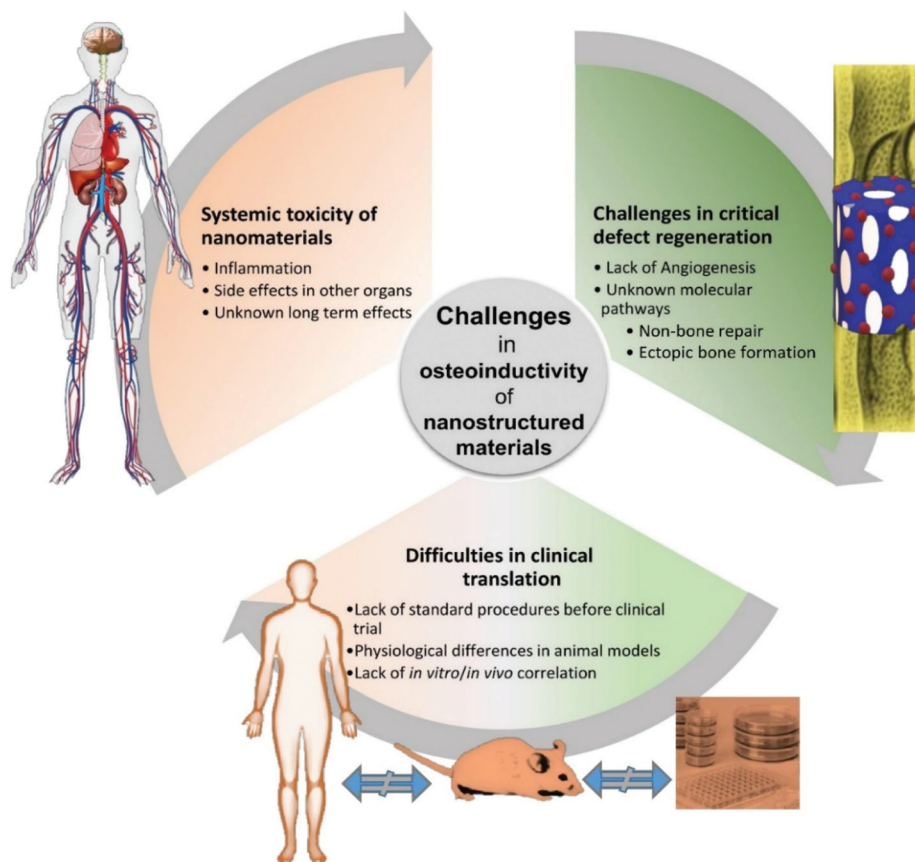 Systemic toxicity of
nanomaterials
• Inflammation
• Side effects in other organs
• Unknown long term effects
Challenges in critical
defect regeneration
• Lack of Angiogenesis
• Unknown molecular
pathways
• Non-bone repair
• Ectopic bone formation
Challenges
in
osteoinductivity
of
nanostructured
materials
Difficulties in clinical
translation
•Lack of standard procedures before clinical
trial
•Physiological differences in animal models
•Lack of in vitro/in vivo correlation